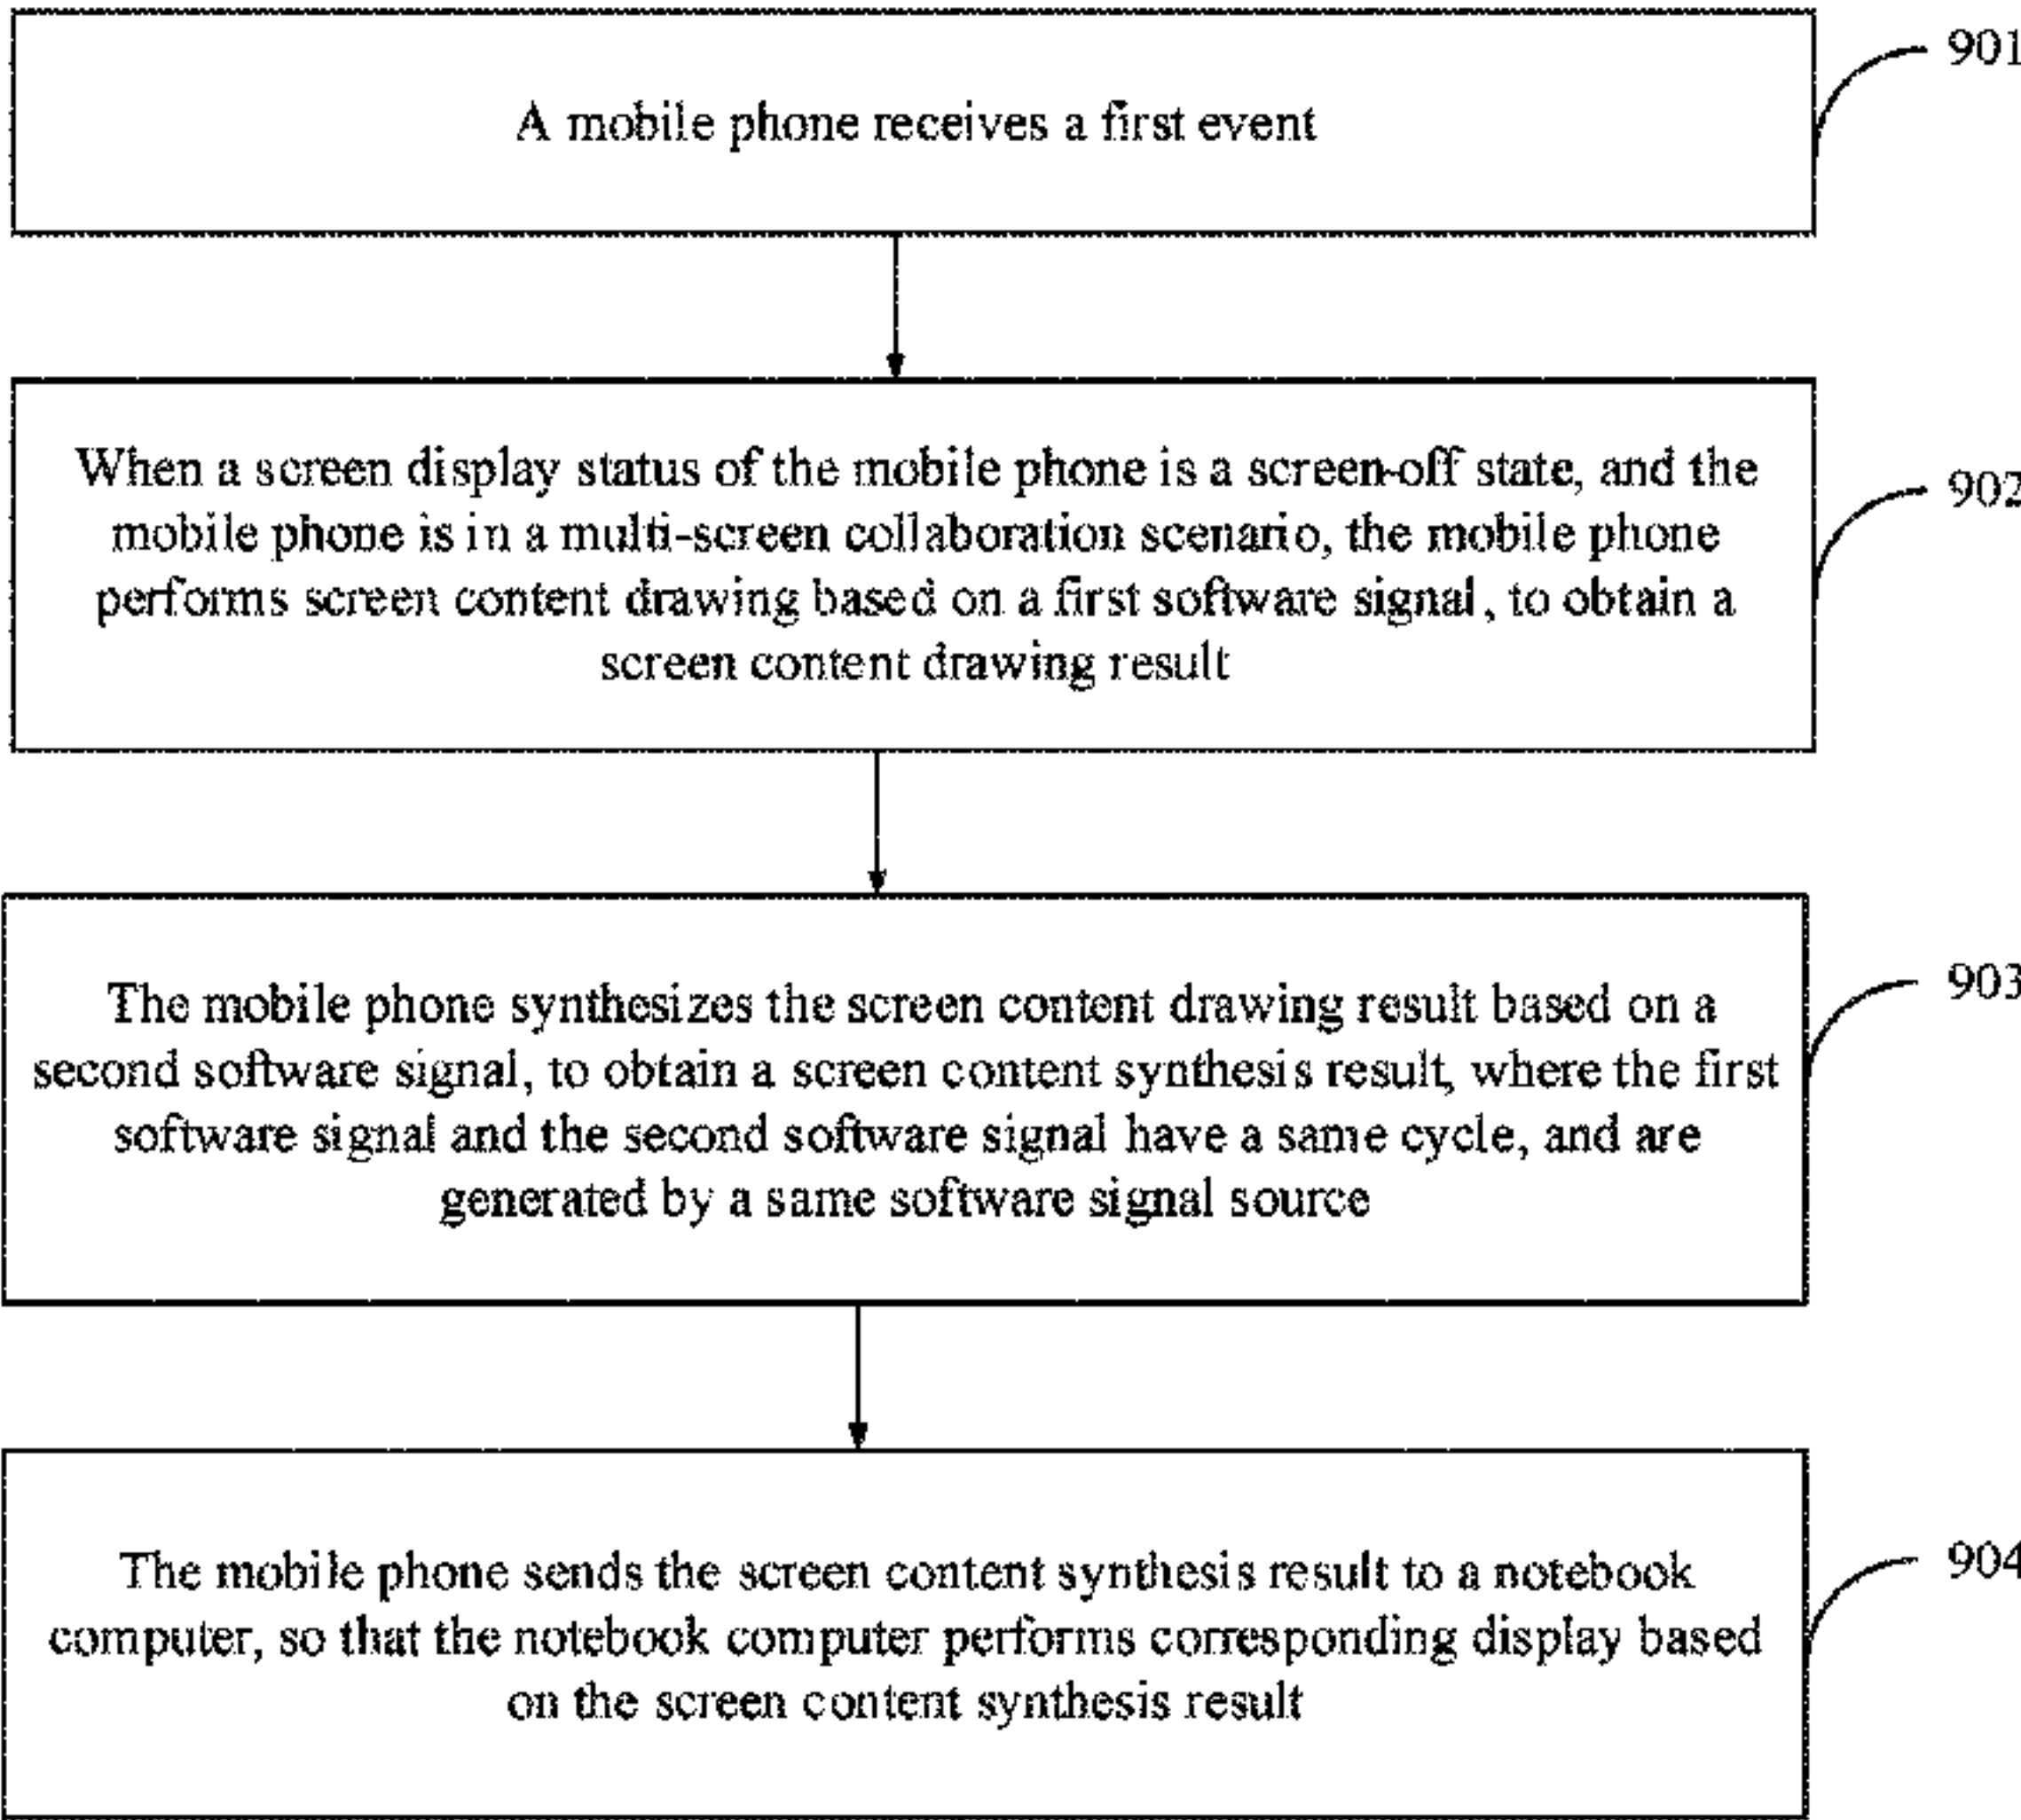 A mobile phone receives a first event
901
When a screen display status of the mobile phone is a screen-off state, and the
mobile phone is in a multi-screen collaboration scenario, the mobile phone
performs screen content drawing based on a first software signal, to obtain a
screen content drawing result
902
The mobile phone synthesizes the screen content drawing result based on a
second software signal, to obtain a screen content synthesis result, where the first
software signal and the second software signal have a same cycle, and are
generated by a same software signal source
903
The mobile phone sends the screen content synthesis result to a notebook
computer, so that the notebook computer performs corresponding display based
on the screen content synthesis result
904